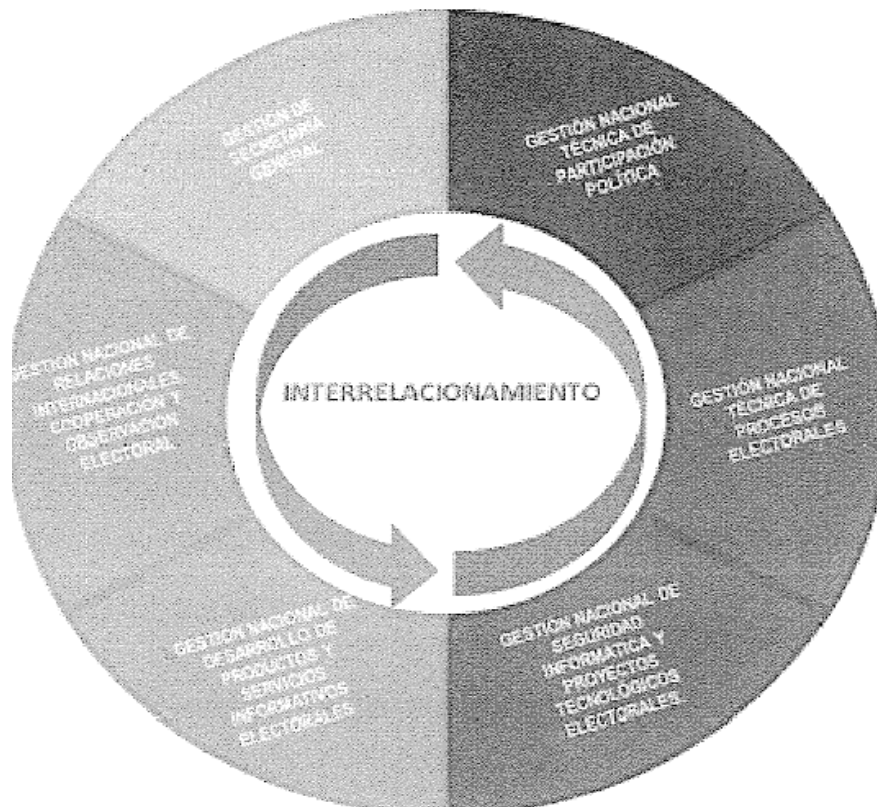 GESTIÓN DE
SECRETARÍA
GENERAL
GESTIÓN NACIONAL
TÉCNICA DE
PARTICIPACIÓN
POLÍTICA
GESTIÓN NACIONAL DE
RELACIONES
INTERNACIONALES
COOPERACIÓN Y
OBSERVACIÓN
ELECTORAL
INTERRELACIONAMIENTO
GESTIÓN NACIONAL
TÉCNICA DE
PROCESOS
ELECTORALES
GESTIÓN NACIONAL DE
DESARROLLO DE
PRODUCTOS Y
SERVICIOS
INFORMATIVOS
ELECTORALES
GESTIÓN NACIONAL DE
SEGURIDAD
INFORMÁTICA Y
PROYECTOS
TECNOLÓGICOS
ELECTORALES